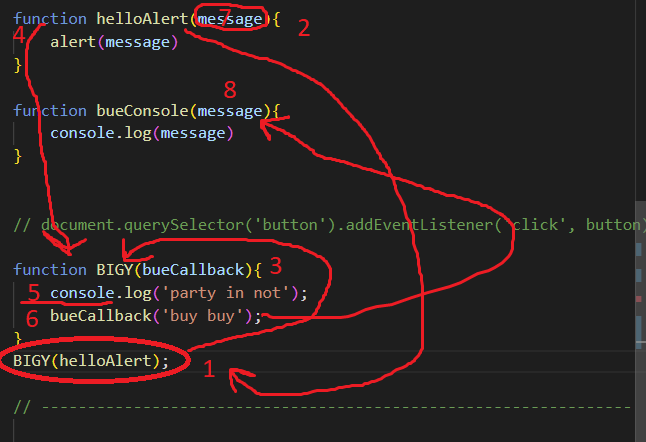 function helloAlert(message){ 7 2
4 alert(message)
}
8
function bueConsole(message){
console.log(message)
}
// document.querySelector('button').addEventListener('click', button)
function BIGY(bueCallback){ 3
5 console.log('party in not');
6 bueCallback('buy buy');
}
BIGY(helloAlert); 1
// ----------------------------------------------------------------